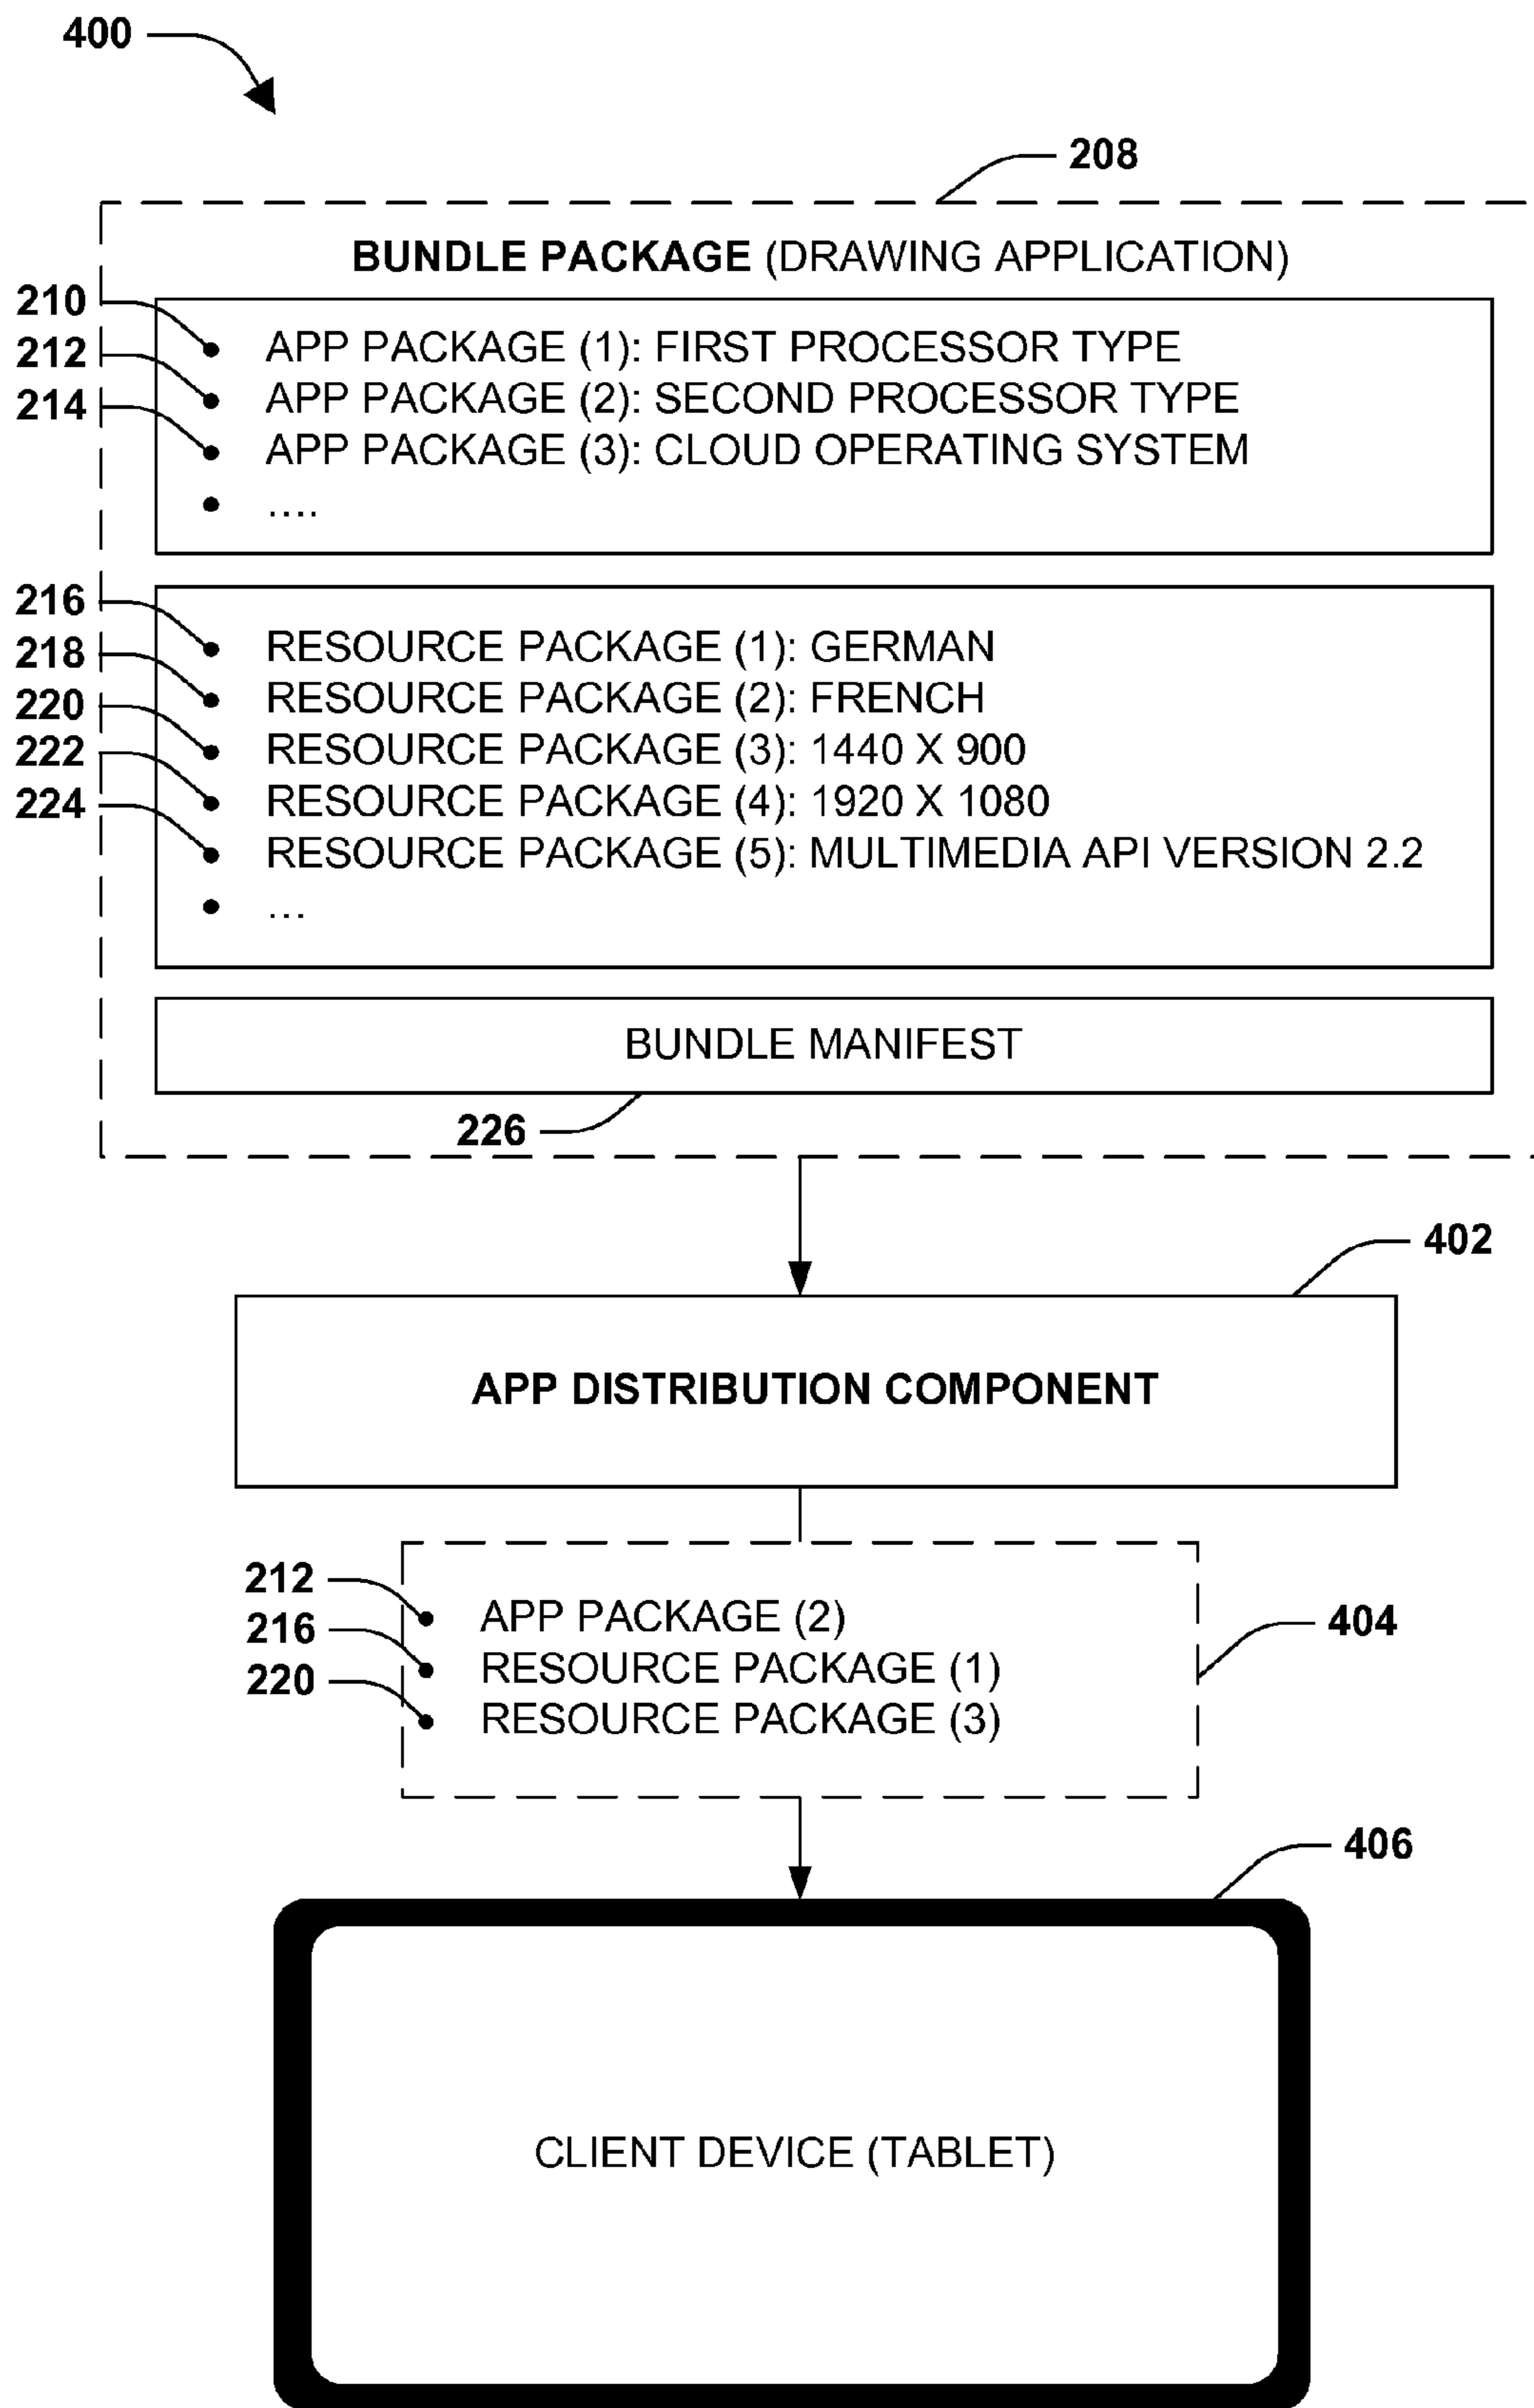 400
208
BUNDLE PACKAGE (DRAWING APPLICATION)
210
• APP PACKAGE (1): FIRST PROCESSOR TYPE
212
• APP PACKAGE (2): SECOND PROCESSOR TYPE
214
• APP PACKAGE (3): CLOUD OPERATING SYSTEM
• ....
216
• RESOURCE PACKAGE (1): GERMAN
218
• RESOURCE PACKAGE (2): FRENCH
220
• RESOURCE PACKAGE (3): 1440 X 900
222
• RESOURCE PACKAGE (4): 1920 X 1080
224
• RESOURCE PACKAGE (5): MULTIMEDIA API VERSION 2.2
• ...
BUNDLE MANIFEST
226
402
APP DISTRIBUTION COMPONENT
212
• APP PACKAGE (2)
216
• RESOURCE PACKAGE (1)
220
• RESOURCE PACKAGE (3)
404
406
CLIENT DEVICE (TABLET)